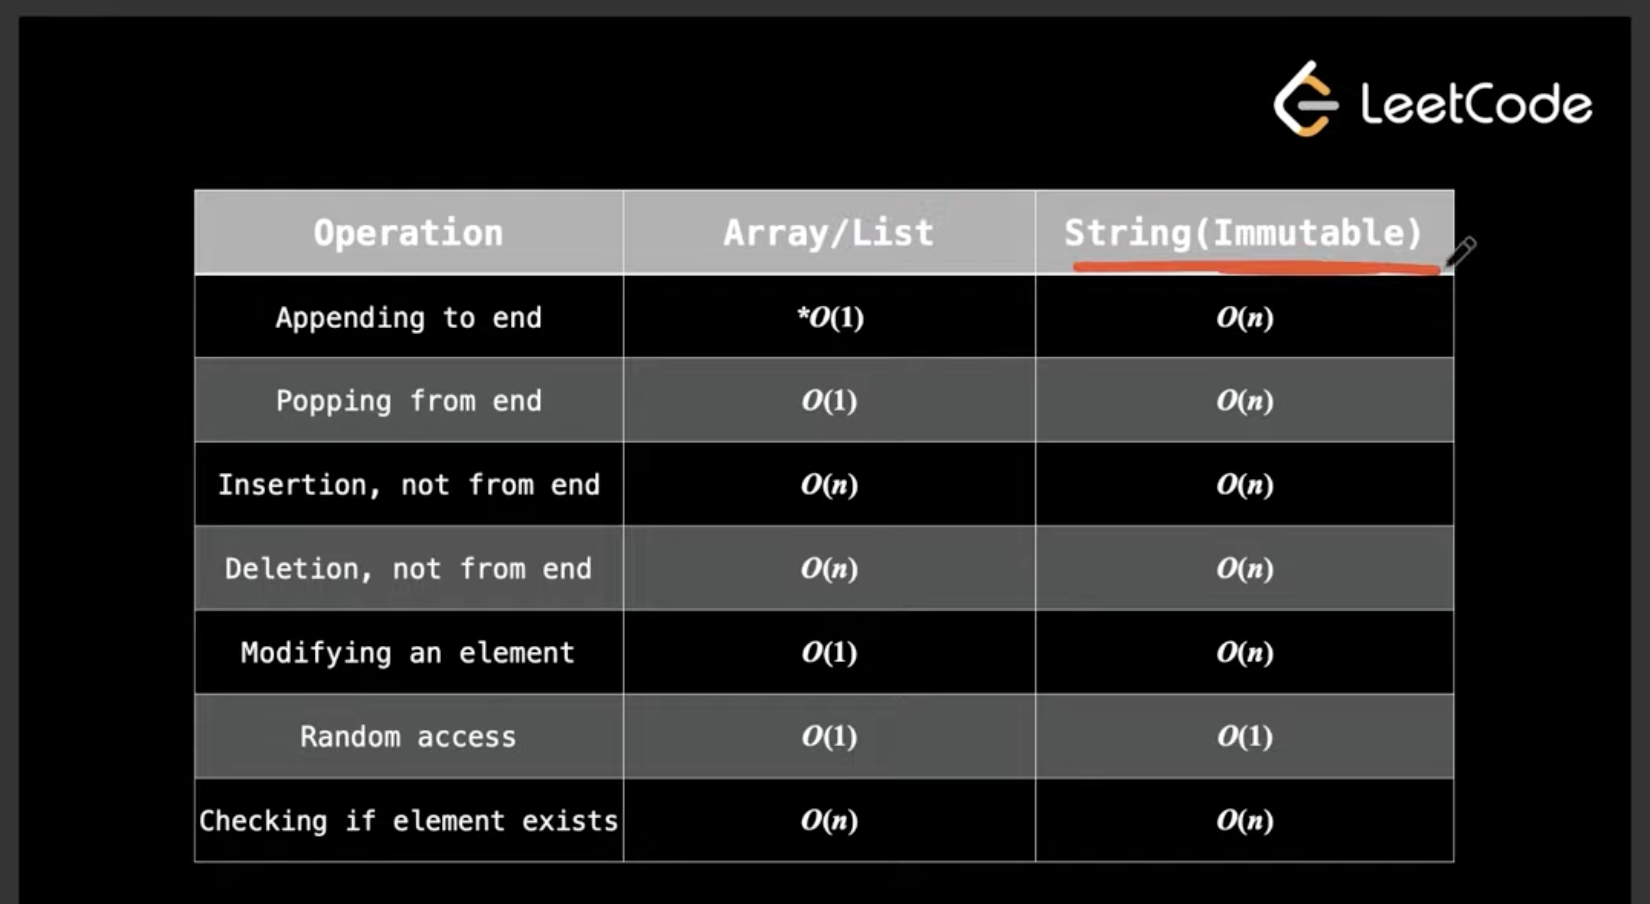 LeetCode
Operation Array/List String(Immutable)
Appending to end *O(1) O(n)
Popping from end O(1) O(n)
Insertion, not from end O(n) O(n)
Deletion, not from end O(n) O(n)
Modifying an element O(1) O(n)
Random access O(1) O(1)
Checking if element exists O(n) O(n)